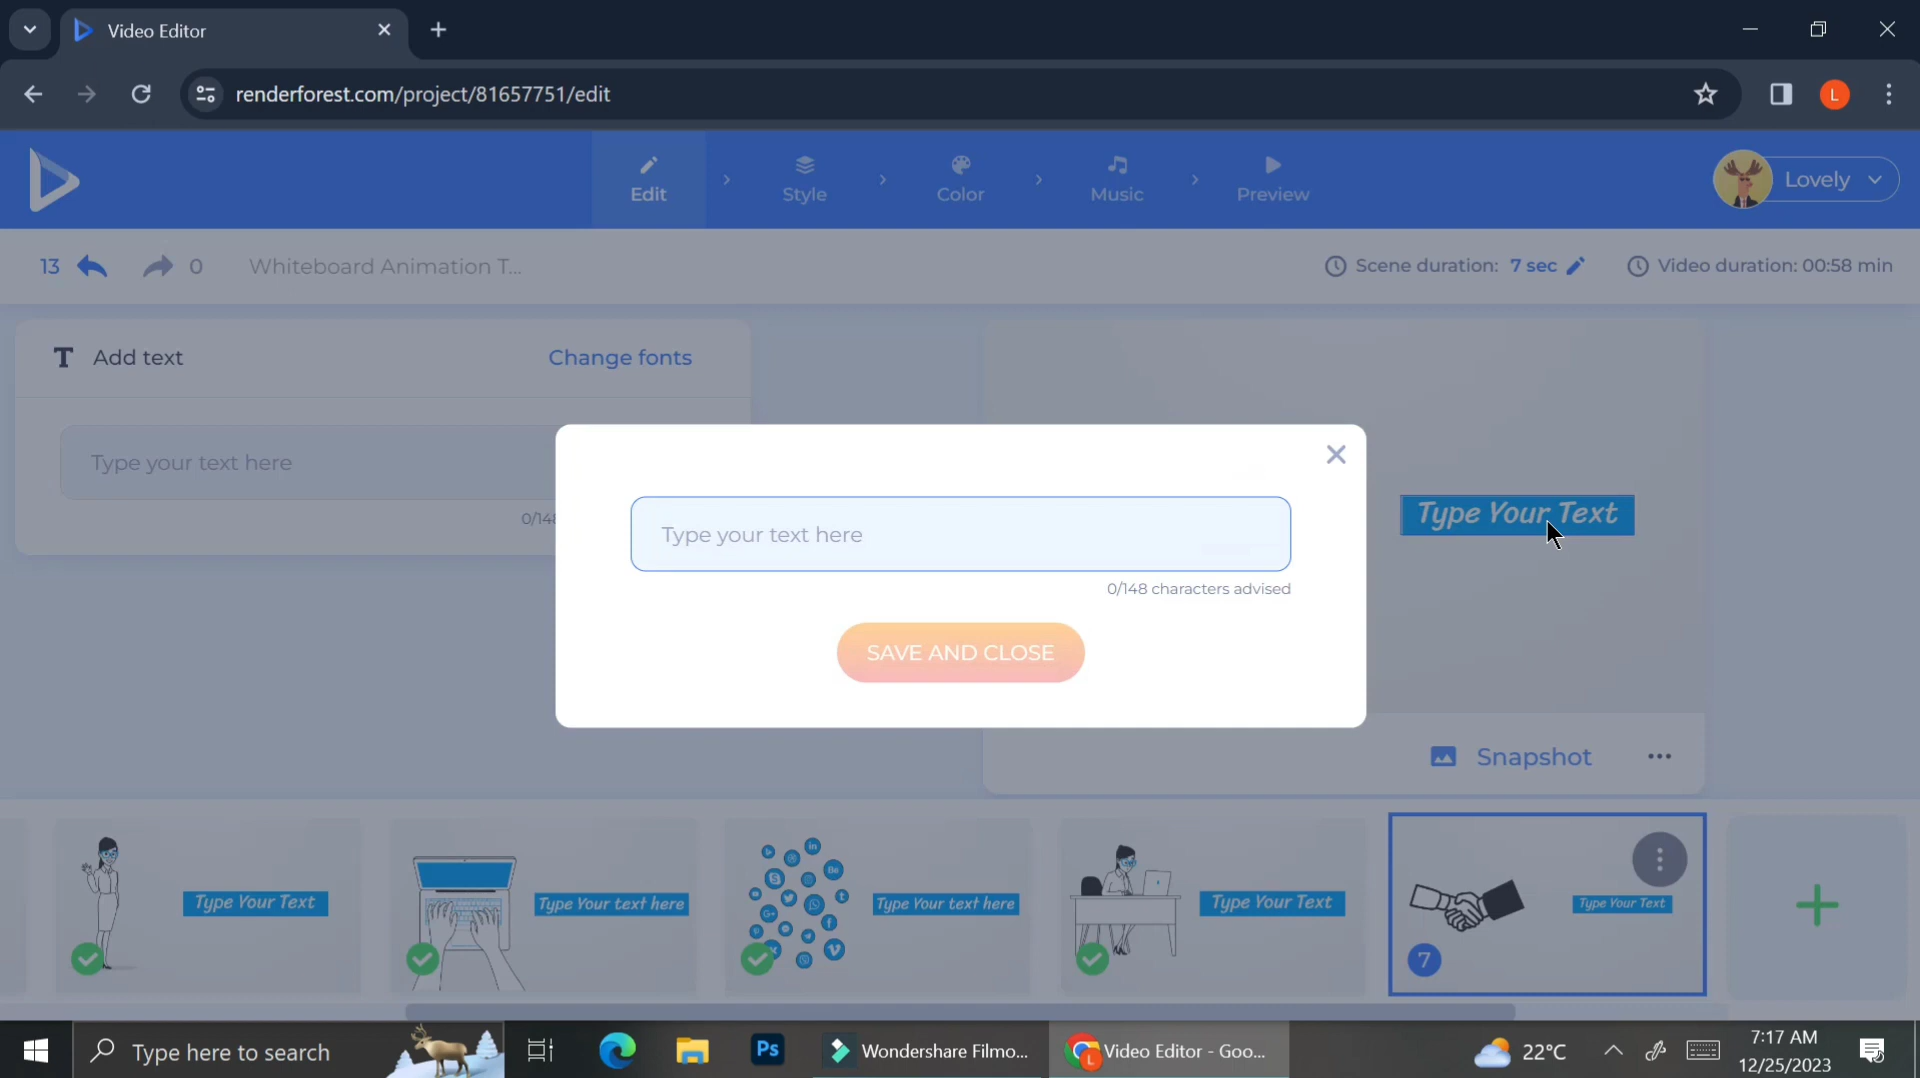 Video Editor
renderforest.com/project/81657751/edit
L
Edit
Style
Color
Music
Preview
Lovely
13
0
Whiteboard Animation T...
Scene duration: 7 sec
Video duration: 00:58 min
T Add text
Change fonts
Type your text here
0/148
Type your text here
0/148 characters advised
SAVE AND CLOSE
Type Your Text
Snapshot
Type Your Text
Type Your text here
Type Your text here
Type Your Text
Type Your Text
7
Type here to search
Ps
Wondershare Filmo...
L
Video Editor - Goo...
22°C
7:17 AM
12/25/2023